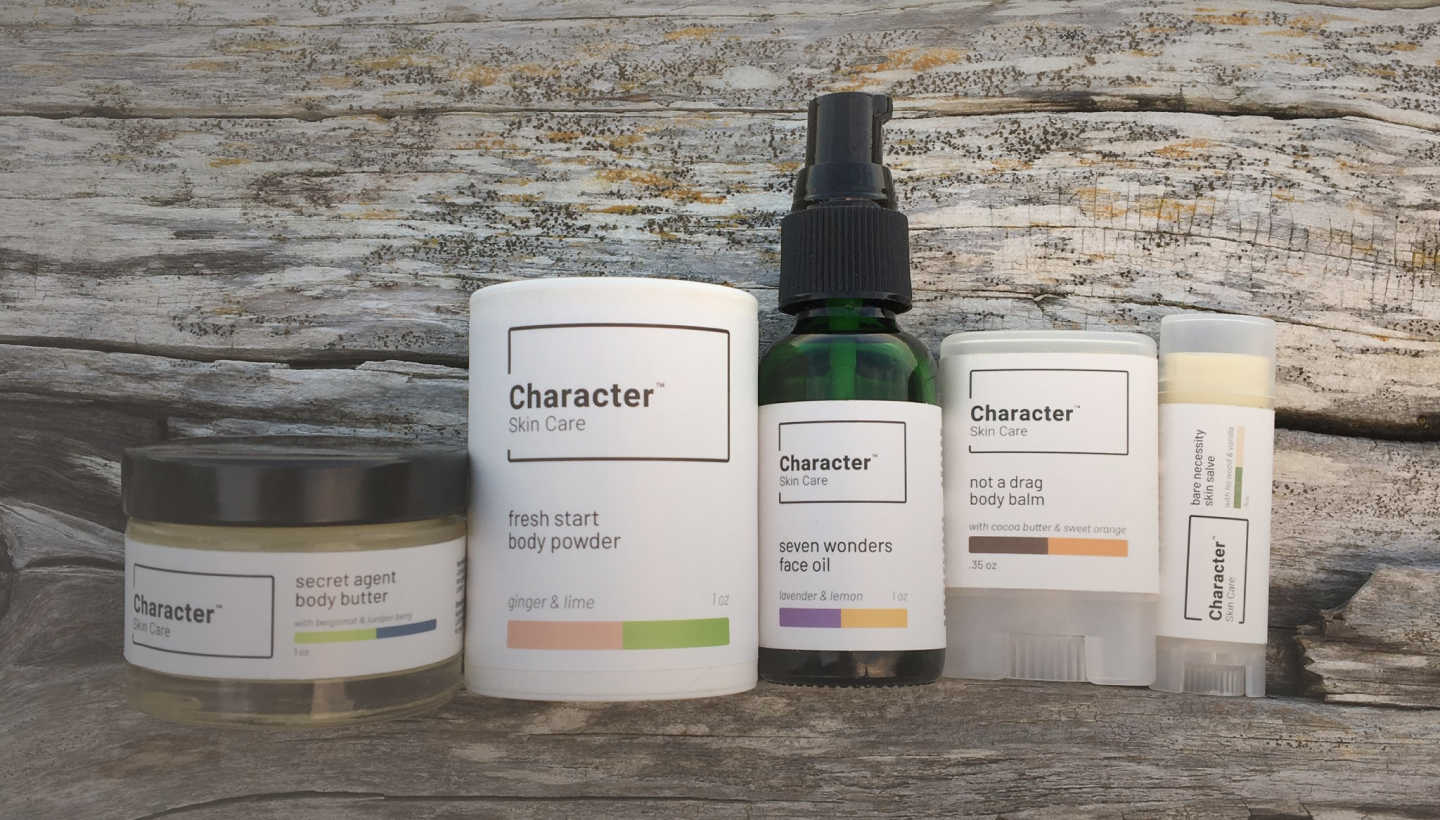 Character™
Skin Care
secret agent
body butter
with bergamot & juniper berry
1 oz
Character™
Skin Care
fresh start
body powder
ginger & lime 1 oz
Character™
Skin Care
seven wonders
face oil
lavender & lemon 1 oz
Character™
Skin Care
not a drag
body balm
with cocoa butter & sweet orange
.35 oz
bare necessity
skin salve
with ho wood & vanilla
Character™
Skin Care